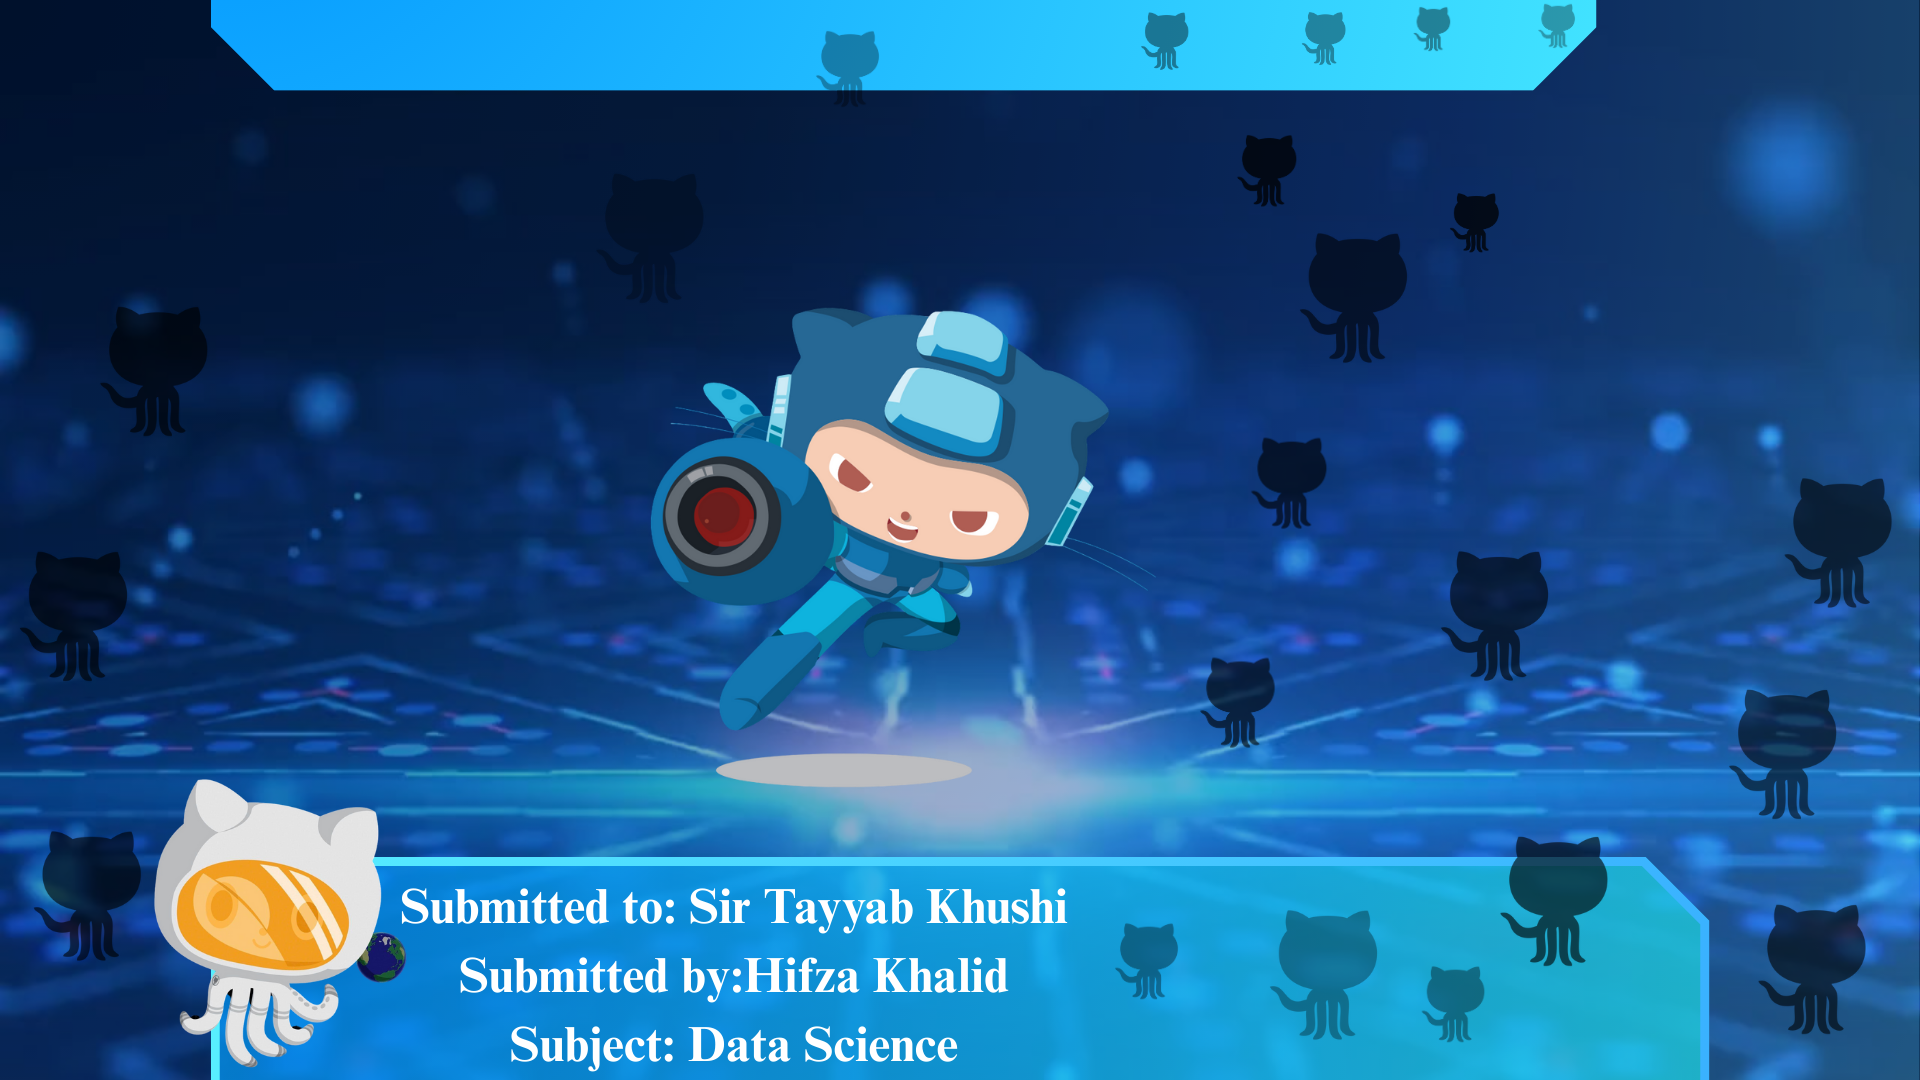 Submitted to: Sir Tayyab Khushi
Submitted by:Hifza Khalid
Subject: Data Science